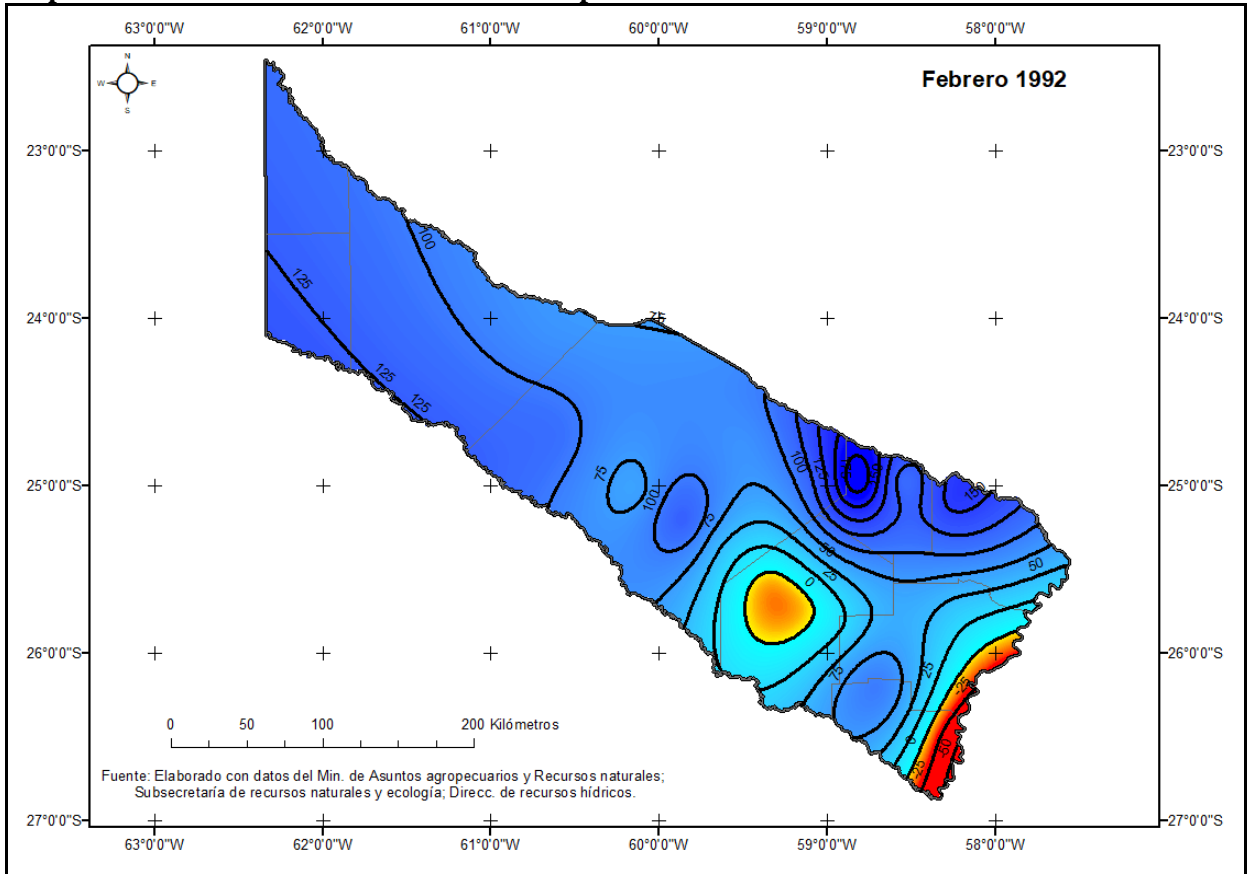 63°0'0"W 62°0'0"W 61°0'0"W 60°0'0"W 59°0'0"W 58°0'0"W
N
W E
S
Febrero 1992
23°0'0"S 23°0'0"S
100
125
24°0'0"S 75 24°0'0"S
125
125
100
125
75
25°0'0"S 150 25°0'0"S
100
75
50
50
25
0
26°0'0"S 26°0'0"S
75
25
-25
0
-50
-25
0 50 100 200 Kilómetros
Fuente: Elaborado con datos del Min. de Asuntos agropecuarios y Recursos naturales;
Subsecretaría de recursos naturales y ecología; Direcc. de recursos hídricos.
27°0'0"S 27°0'0"S
63°0'0"W 62°0'0"W 61°0'0"W 60°0'0"W 59°0'0"W 58°0'0"W